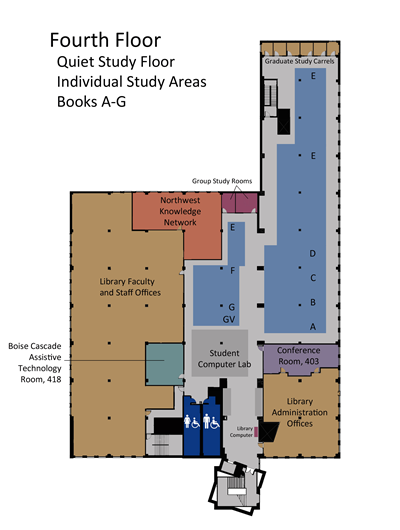 Fourth Floor
Quiet Study Floor
Individual Study Areas
Books A-G
Graduate Study Carrels
E
E
Group Study Rooms
Northwest
Knowledge
Network
E
D
F
C
Library Faculty
and Staff Offices
G
B
GV
A
Boise Cascade
Assistive
Technology
Room, 418
Student
Computer Lab
Conference
Room, 403
Library
Administration
Offices
Library
Computer